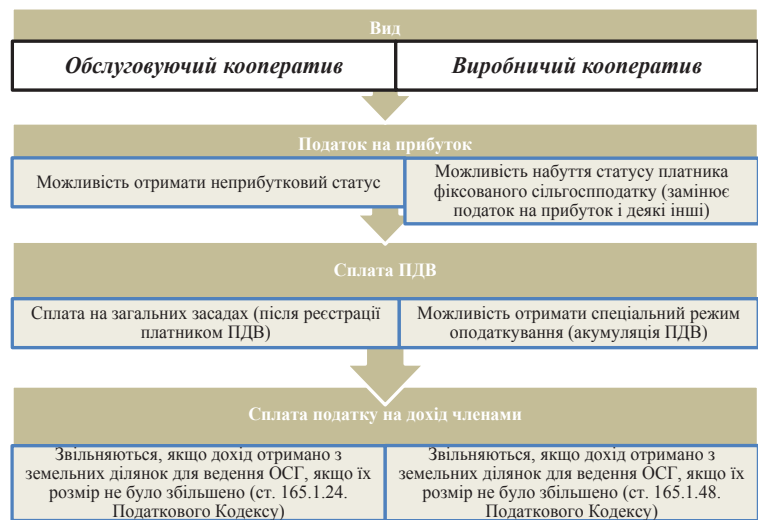 Вид
Обслуговуючий кооператив
Виробничий кооператив
Податок на прибуток
Можливість отримати неприбутковий статус
Можливість набуття статусу платника
фіксованого сільгоспподатку (замінює
податок на прибуток і деякі інші)
Сплата ПДВ
Сплата на загальних засадах (після реєстрації
платником ПДВ)
Можливість отримати спеціальний режим
оподаткування (акумуляція ПДВ)
Сплата податку на дохід членами
Звільняються, якщо дохід отримано з
земельних ділянок для ведення ОСГ, якщо їх
розмір не було збільшено (ст. 165.1.24.
Податкового Кодексу)
Звільняються, якщо дохід отримано з
земельних ділянок для ведення ОСГ, якщо їх
розмір не було збільшено (ст. 165.1.48.
Податкового Кодексу)